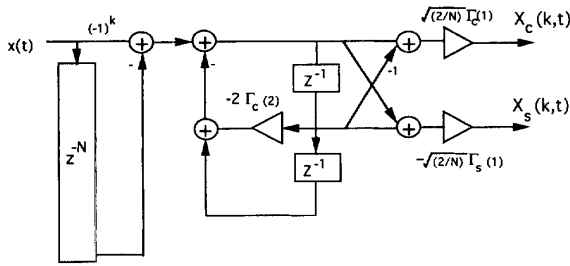 x(t)
(-1)^k
-
z^-N
+
+
-
+
-2 Γ_c (2)
z^-1
z^-1
-1
+
+
√(2/N) Γ_c(1)
X_c(k,t)
-√(2/N) Γ_s (1)
X_s(k,t)